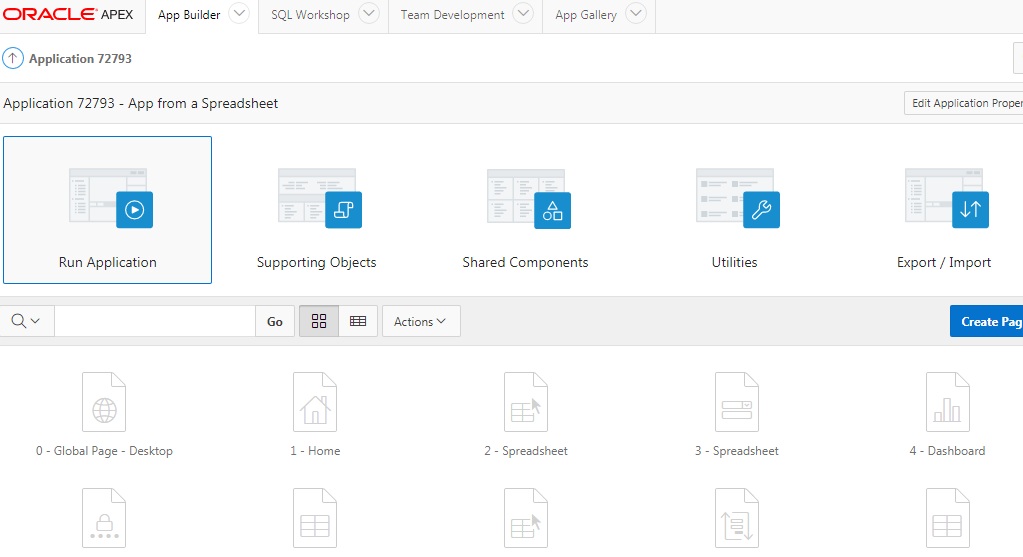 ORACLE APEX App Builder SQL Workshop Team Development App Gallery
Application 72793
Application 72793 - App from a Spreadsheet Edit Application Proper
Run Application Supporting Objects Shared Components Utilities Export / Import
Go Actions Create Pag
0 - Global Page - Desktop 1 - Home 2 - Spreadsheet 3 - Spreadsheet 4 - Dashboard